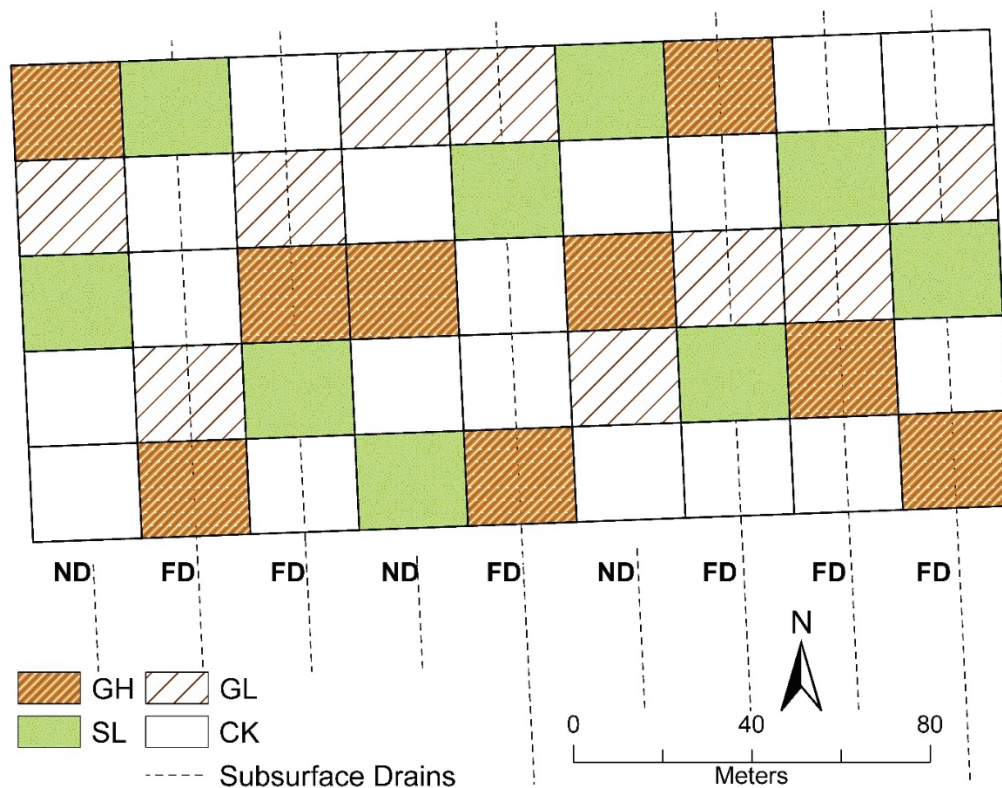 ND FD FD ND FD ND FD FD FD
N
GH GL
SL CK
Subsurface Drains
0 40 80
Meters